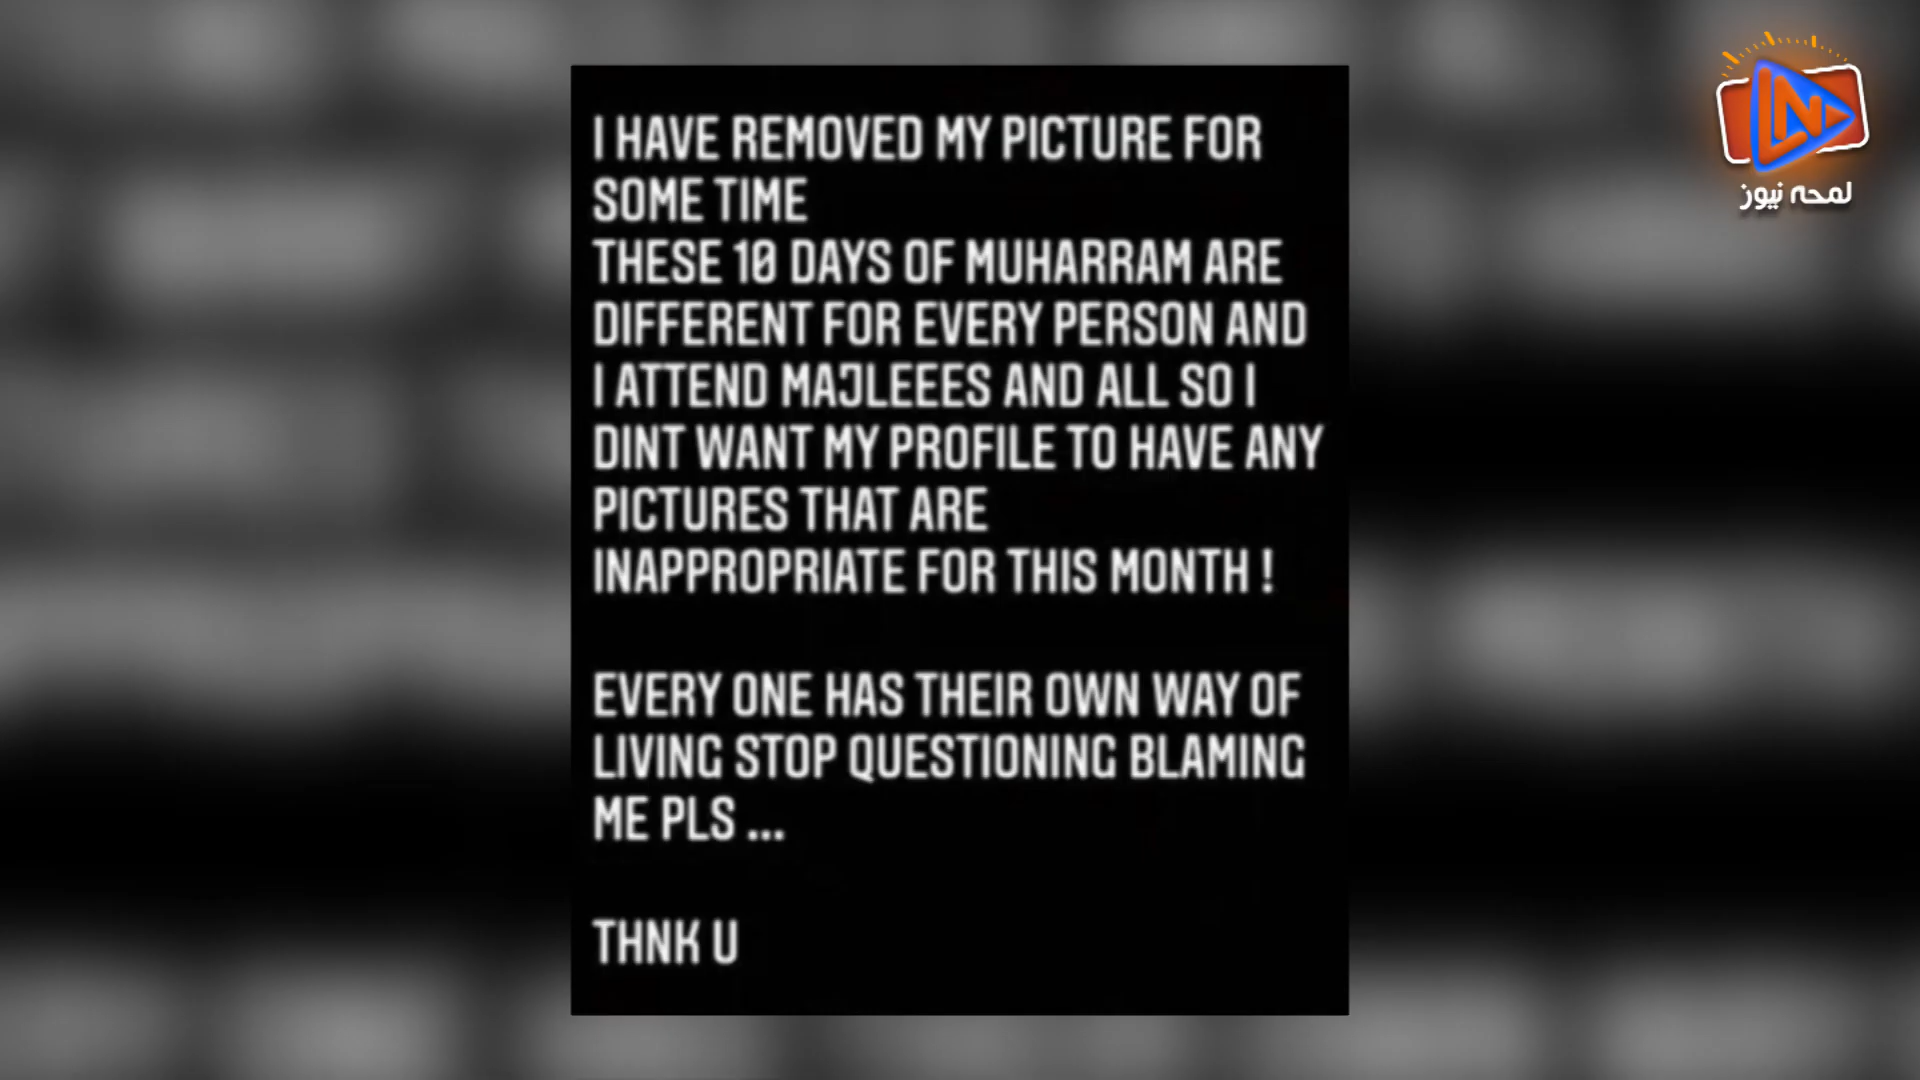 I HAVE REMOVED MY PICTURE FOR
SOME TIME
THESE 10 DAYS OF MUHARRAM ARE
DIFFERENT FOR EVERY PERSON AND
I ATTEND MAJLEEES AND ALL SO I
DINT WANT MY PROFILE TO HAVE ANY
PICTURES THAT ARE
INAPPROPRIATE FOR THIS MONTH !
EVERY ONE HAS THEIR OWN WAY OF
LIVING STOP QUESTIONING BLAMING
ME PLS ...
THNK U
LN
لمحہ نیوز